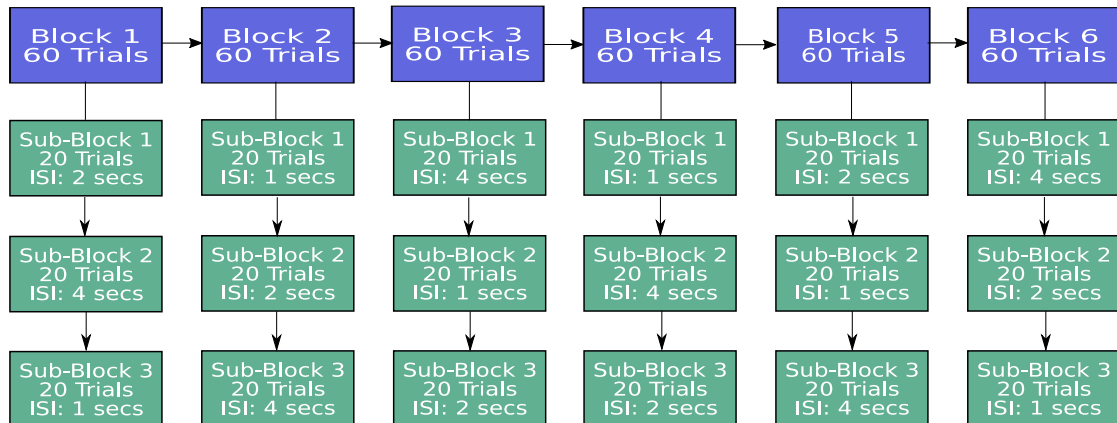 Block 1
60 Trials
Block 2
60 Trials
Block 3
60 Trials
Block 4
60 Trials
Block 5
60 Trials
Block 6
60 Trials
Sub-Block 1
20 Trials
ISI: 2 secs
Sub-Block 1
20 Trials
ISI: 1 secs
Sub-Block 1
20 Trials
ISI: 4 secs
Sub-Block 1
20 Trials
ISI: 1 secs
Sub-Block 1
20 Trials
ISI: 2 secs
Sub-Block 1
20 Trials
ISI: 4 secs
Sub-Block 2
20 Trials
ISI: 4 secs
Sub-Block 2
20 Trials
ISI: 2 secs
Sub-Block 2
20 Trials
ISI: 1 secs
Sub-Block 2
20 Trials
ISI: 4 secs
Sub-Block 2
20 Trials
ISI: 1 secs
Sub-Block 2
20 Trials
ISI: 2 secs
Sub-Block 3
20 Trials
ISI: 1 secs
Sub-Block 3
20 Trials
ISI: 4 secs
Sub-Block 3
20 Trials
ISI: 2 secs
Sub-Block 3
20 Trials
ISI: 2 secs
Sub-Block 3
20 Trials
ISI: 4 secs
Sub-Block 3
20 Trials
ISI: 1 secs